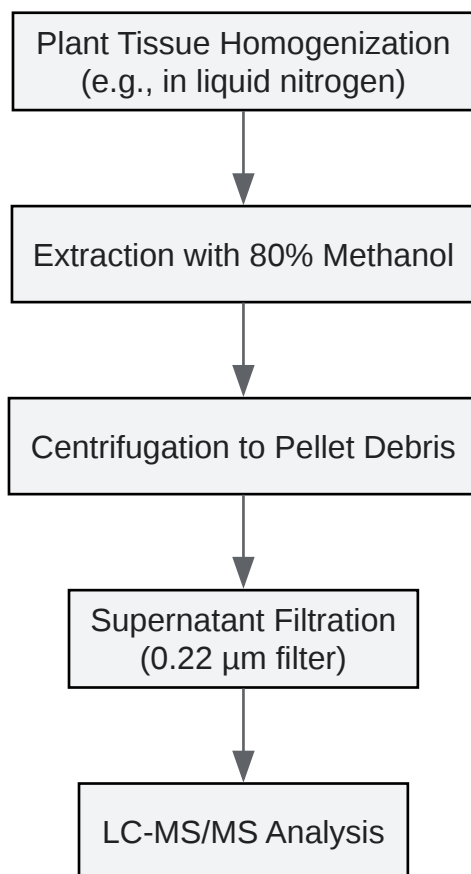 Plant Tissue Homogenization
(e.g., in liquid nitrogen)
Extraction with 80% Methanol
Centrifugation to Pellet Debris
Supernatant Filtration
(0.22 µm filter)
LC-MS/MS Analysis